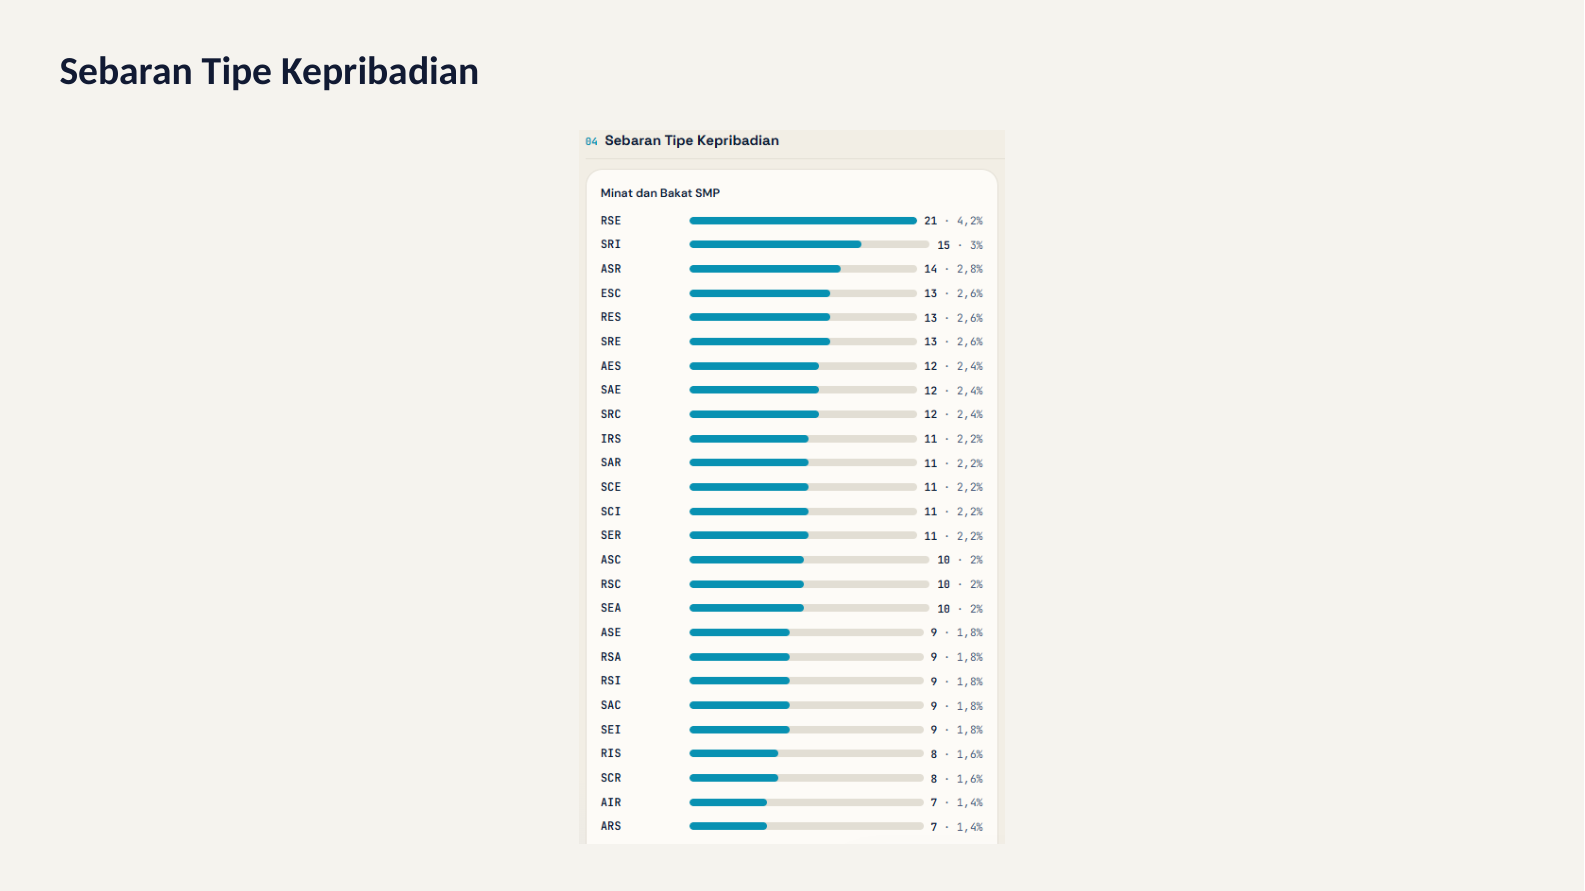 Sebaran Tipe Kepribadian
04 Sebaran Tipe Kepribadian
Minat dan Bakat SMP
RSE 21 · 4,2%
SRI 15 · 3%
ASR 14 · 2,8%
ESC 13 · 2,6%
RES 13 · 2,6%
SRE 13 · 2,6%
AES 12 · 2,4%
SAE 12 · 2,4%
SRC 12 · 2,4%
IRS 11 · 2,2%
SAR 11 · 2,2%
SCE 11 · 2,2%
SCI 11 · 2,2%
SER 11 · 2,2%
ASC 10 · 2%
RSC 10 · 2%
SEA 10 · 2%
ASE 9 · 1,8%
RSA 9 · 1,8%
RSI 9 · 1,8%
SAC 9 · 1,8%
SEI 9 · 1,8%
RIS 8 · 1,6%
SCR 8 · 1,6%
AIR 7 · 1,4%
ARS 7 · 1,4%